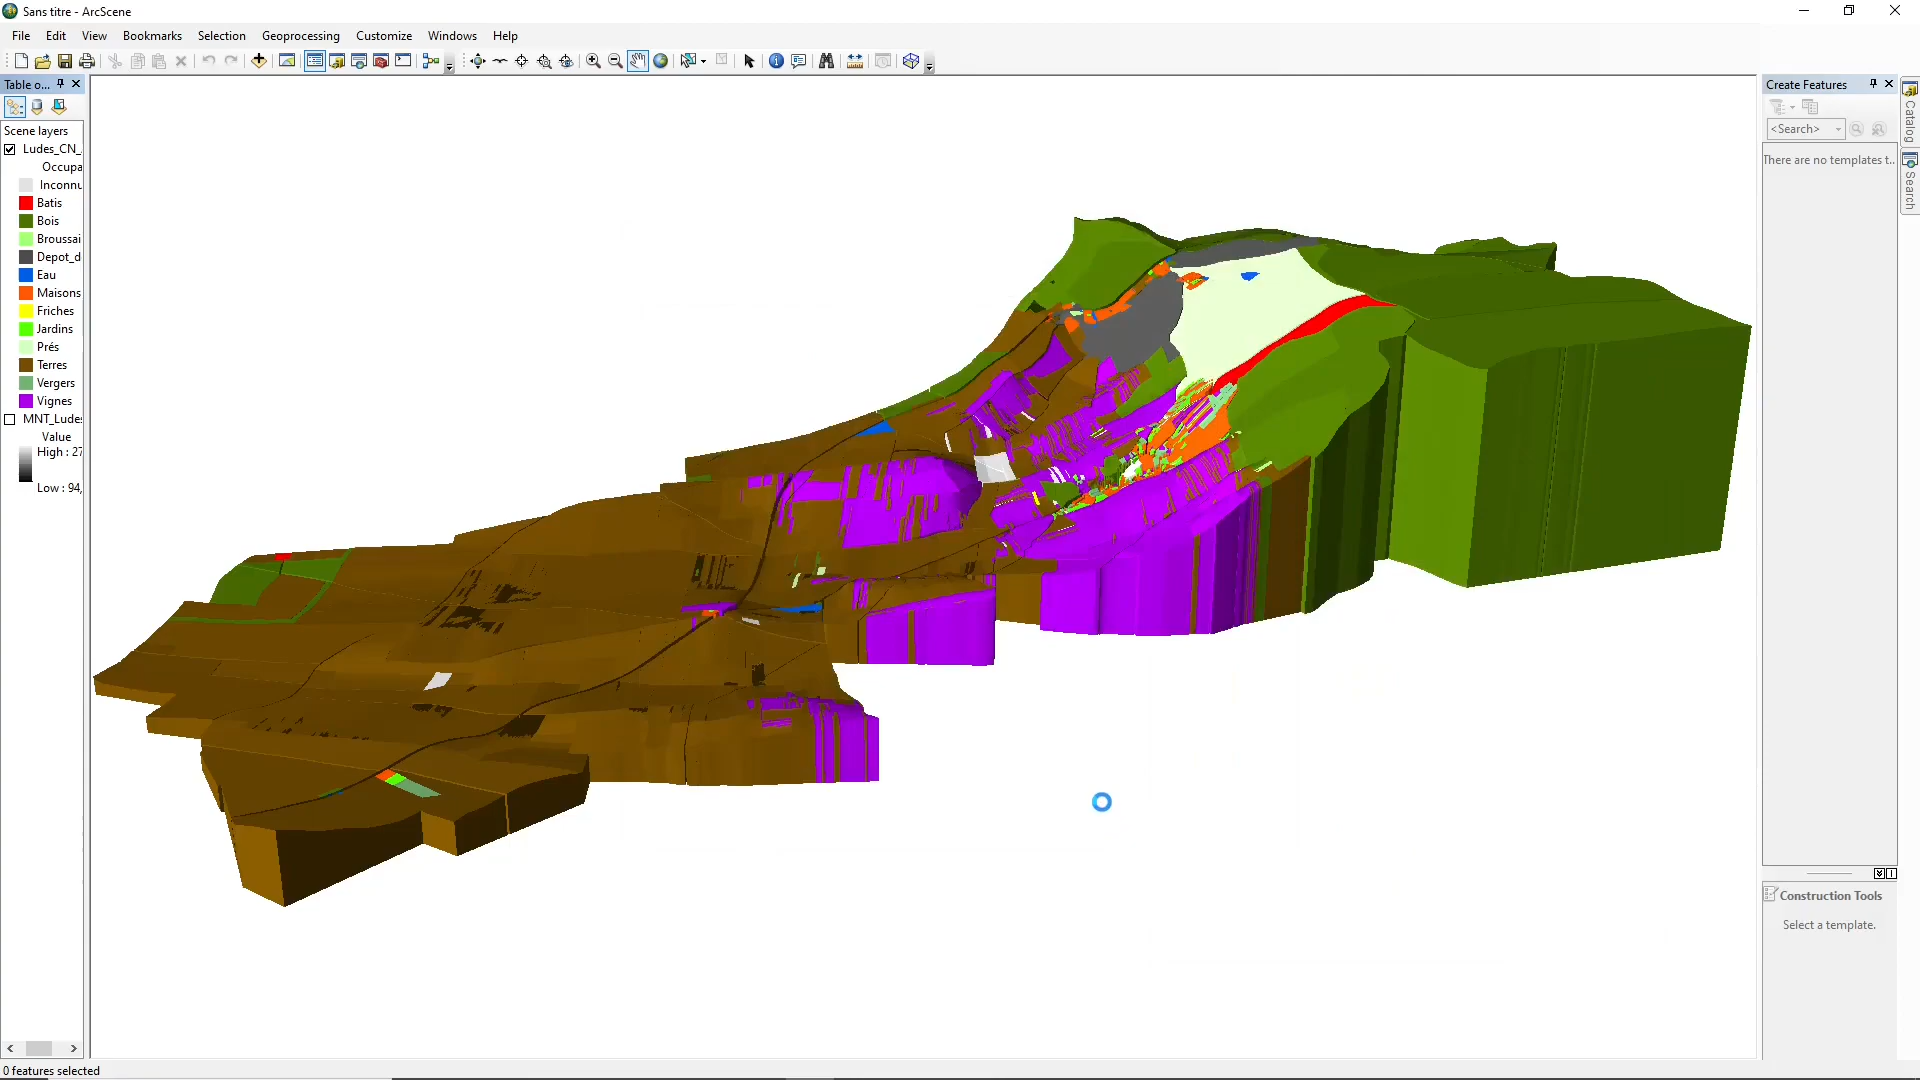 Sans titre - ArcScene
File Edit View Bookmarks Selection Geoprocessing Customize Windows Help
Table o...
Scene layers
Ludes_CN_
Occupa
Inconnu
Batis
Bois
Broussai
Depot_d
Eau
Maisons
Friches
Jardins
Prés
Terres
Vergers
Vignes
MNT_Ludes
Value
High : 27
Low : 94,
Create Features
<Search>
There are no templates t..
Construction Tools
Select a template.
Catalog
Search
0 features selected